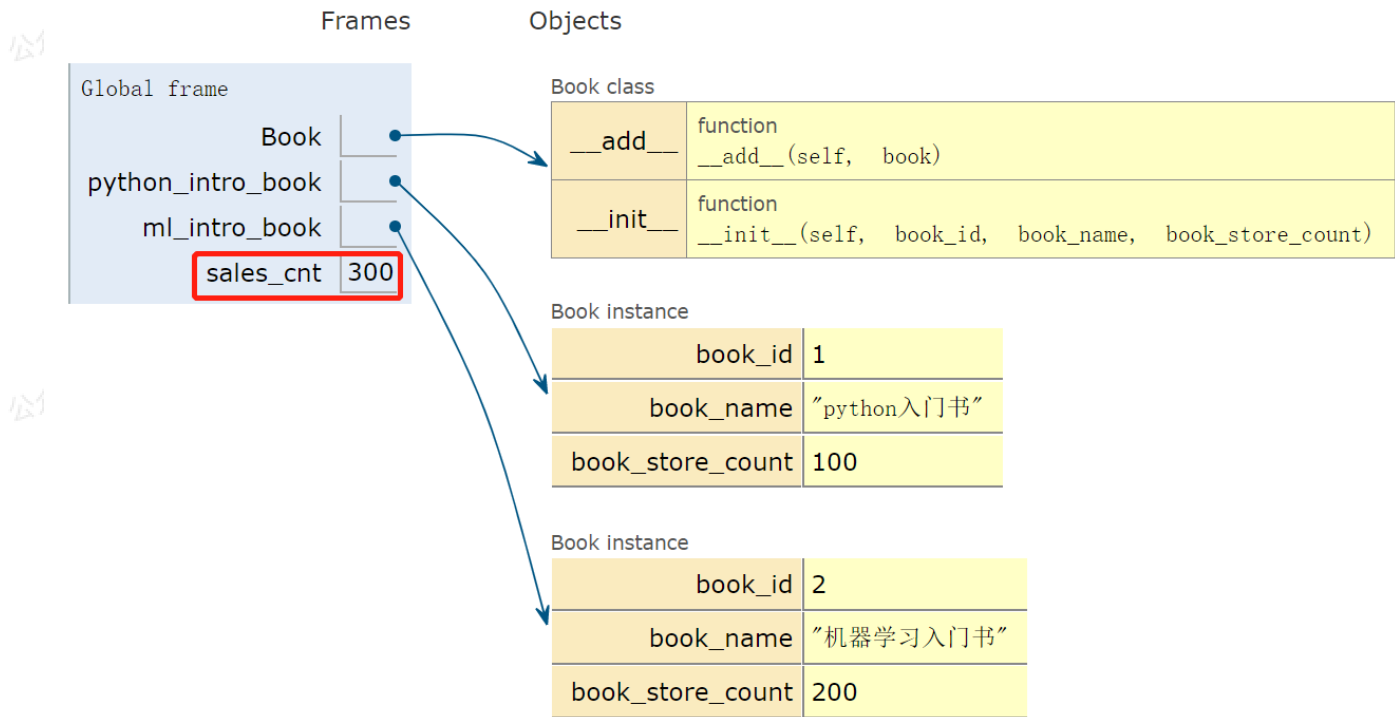 Frames Objects
Global frame
Book
python_intro_book
ml_intro_book
sales_cnt 300
Book class
__add__ function
__add__(self, book)
__init__ function
__init__(self, book_id, book_name, book_store_count)
Book instance
book_id 1
book_name "python入门书"
book_store_count 100
Book instance
book_id 2
book_name "机器学习入门书"
book_store_count 200